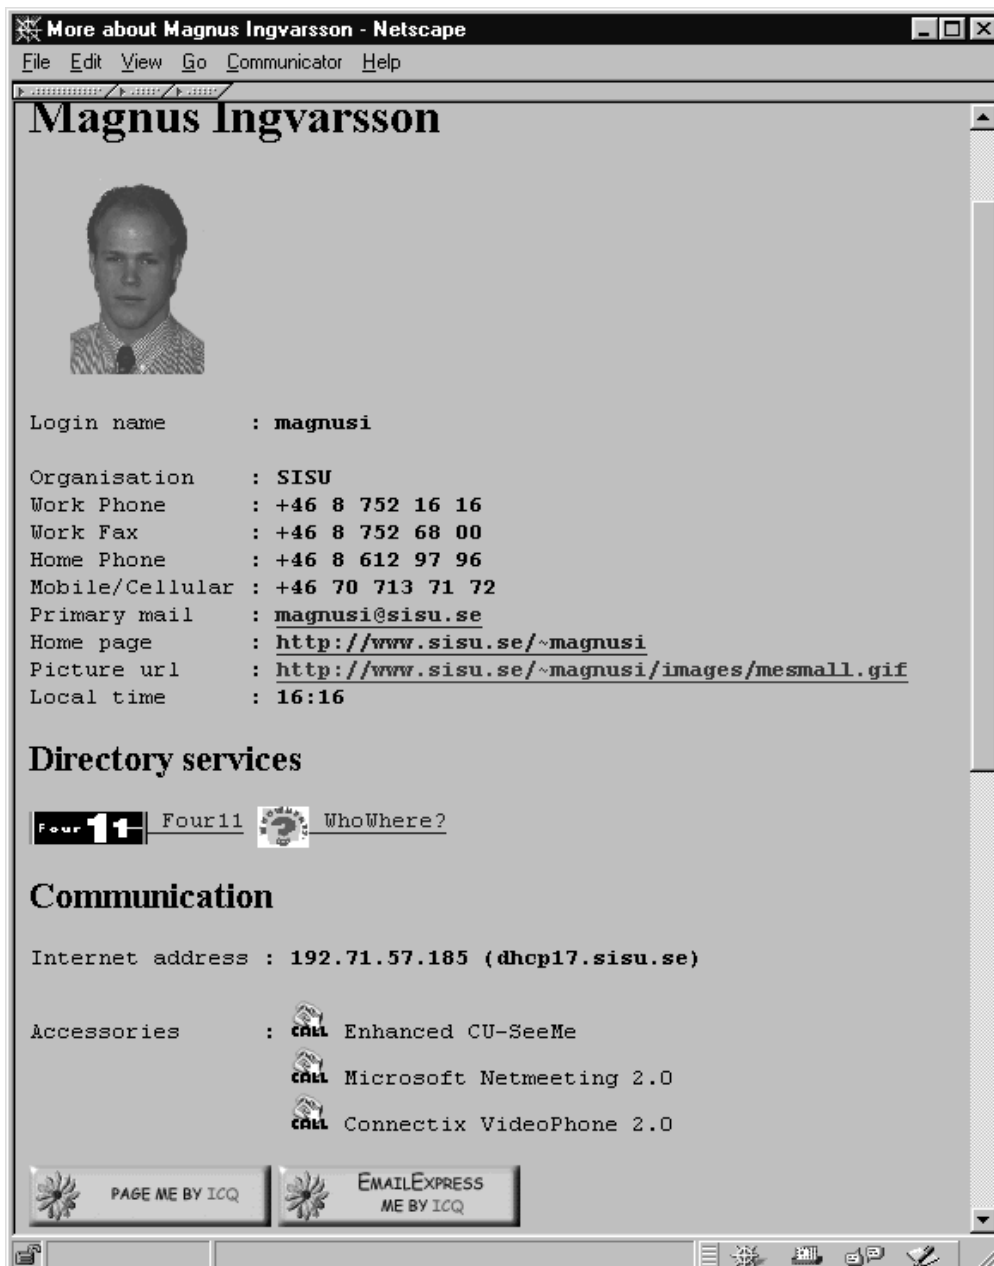 More about Magnus Ingvarsson - Netscape
File Edit View Go Communicator Help
Magnus Ingvarsson
Login name : magnusi
Organisation : SISU
Work Phone : +46 8 752 16 16
Work Fax : +46 8 752 68 00
Home Phone : +46 8 612 97 96
Mobile/Cellular : +46 70 713 71 72
Primary mail : magnusi@sisu.se
Home page : http://www.sisu.se/~magnusi
Picture url : http://www.sisu.se/~magnusi/images/mesmall.gif
Local time : 16:16
Directory services
Four11 Four11 WhoWhere?
Communication
Internet address : 192.71.57.185 (dhcp17.sisu.se)
Accessories : CALL Enhanced CU-SeeMe
CALL Microsoft Netmeeting 2.0
CALL Connectix VideoPhone 2.0
PAGE ME BY ICQ EMAILEXPRESS
ME BY ICQ